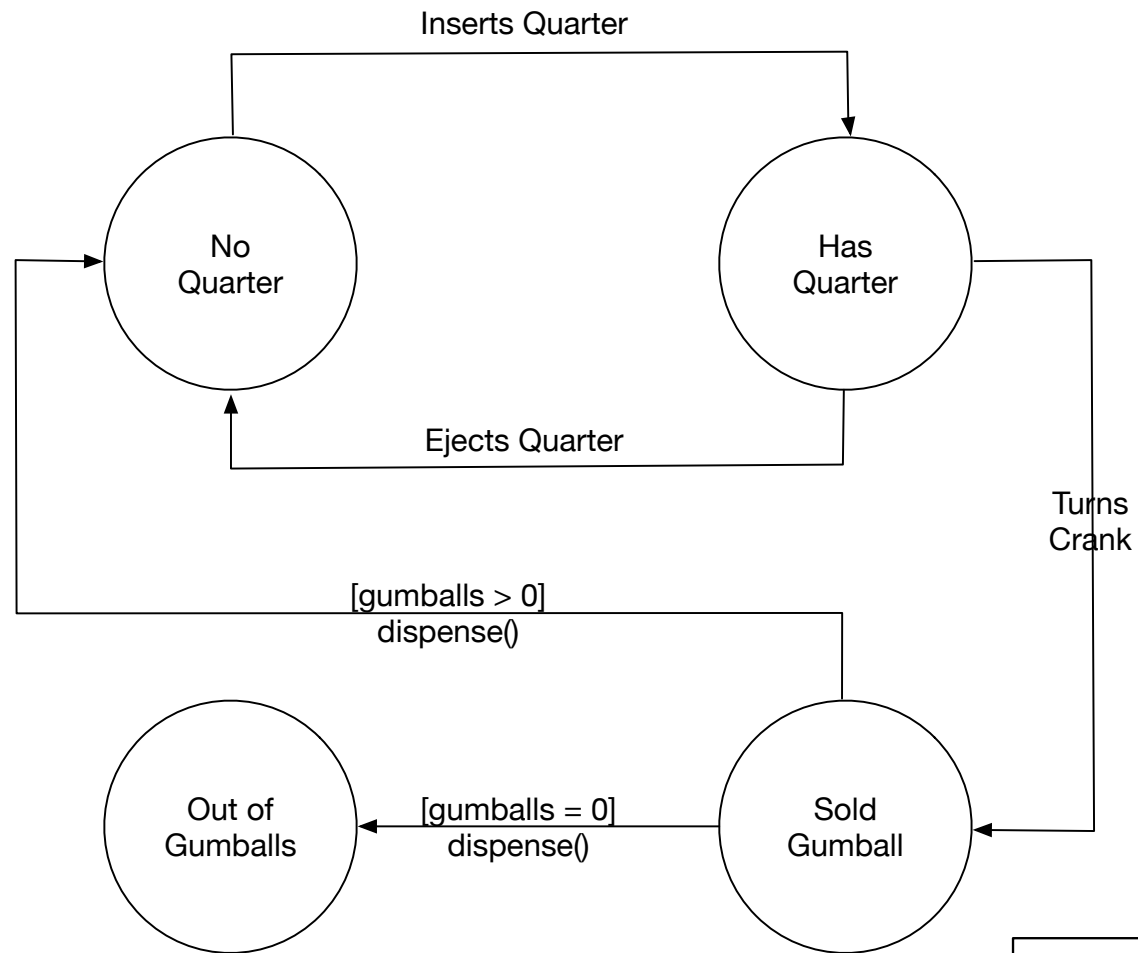 Inserts Quarter
No
Quarter
Has
Quarter
Ejects Quarter
Turns
Crank
[gumballs > 0]
dispense()
Out of
Gumballs
[gumballs = 0]
dispense()
Sold
Gumball